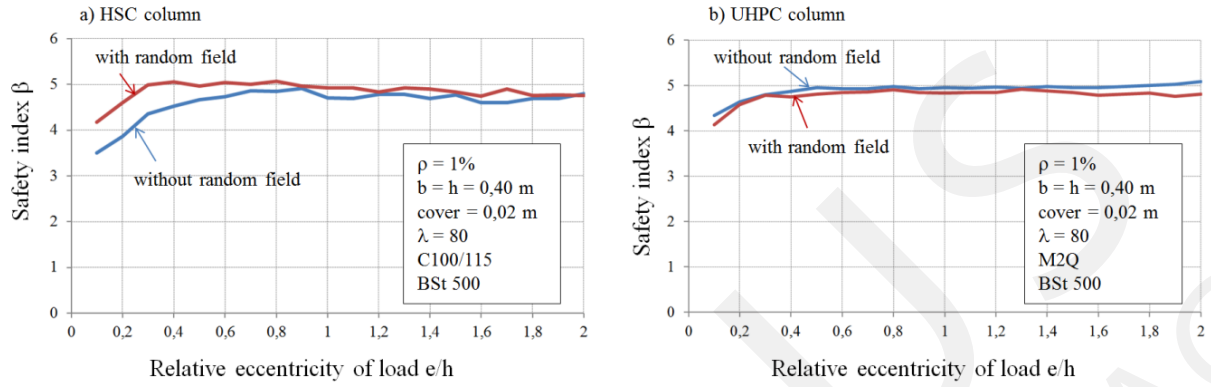 a) HSC column
Safety index β
6
5
4
3
2
1
0
with random field
without random field
ρ = 1%
b = h = 0,40 m
cover = 0,02 m
λ = 80
C100/115
BSt 500
0 0,2 0,4 0,6 0,8 1 1,2 1,4 1,6 1,8 2
Relative eccentricity of load e/h
b) UHPC column
Safety index β
6
5
4
3
2
1
0
without random field
with random field
ρ = 1%
b = h = 0,40 m
cover = 0,02 m
λ = 80
M2Q
BSt 500
0 0,2 0,4 0,6 0,8 1 1,2 1,4 1,6 1,8 2
Relative eccentricity of load e/h